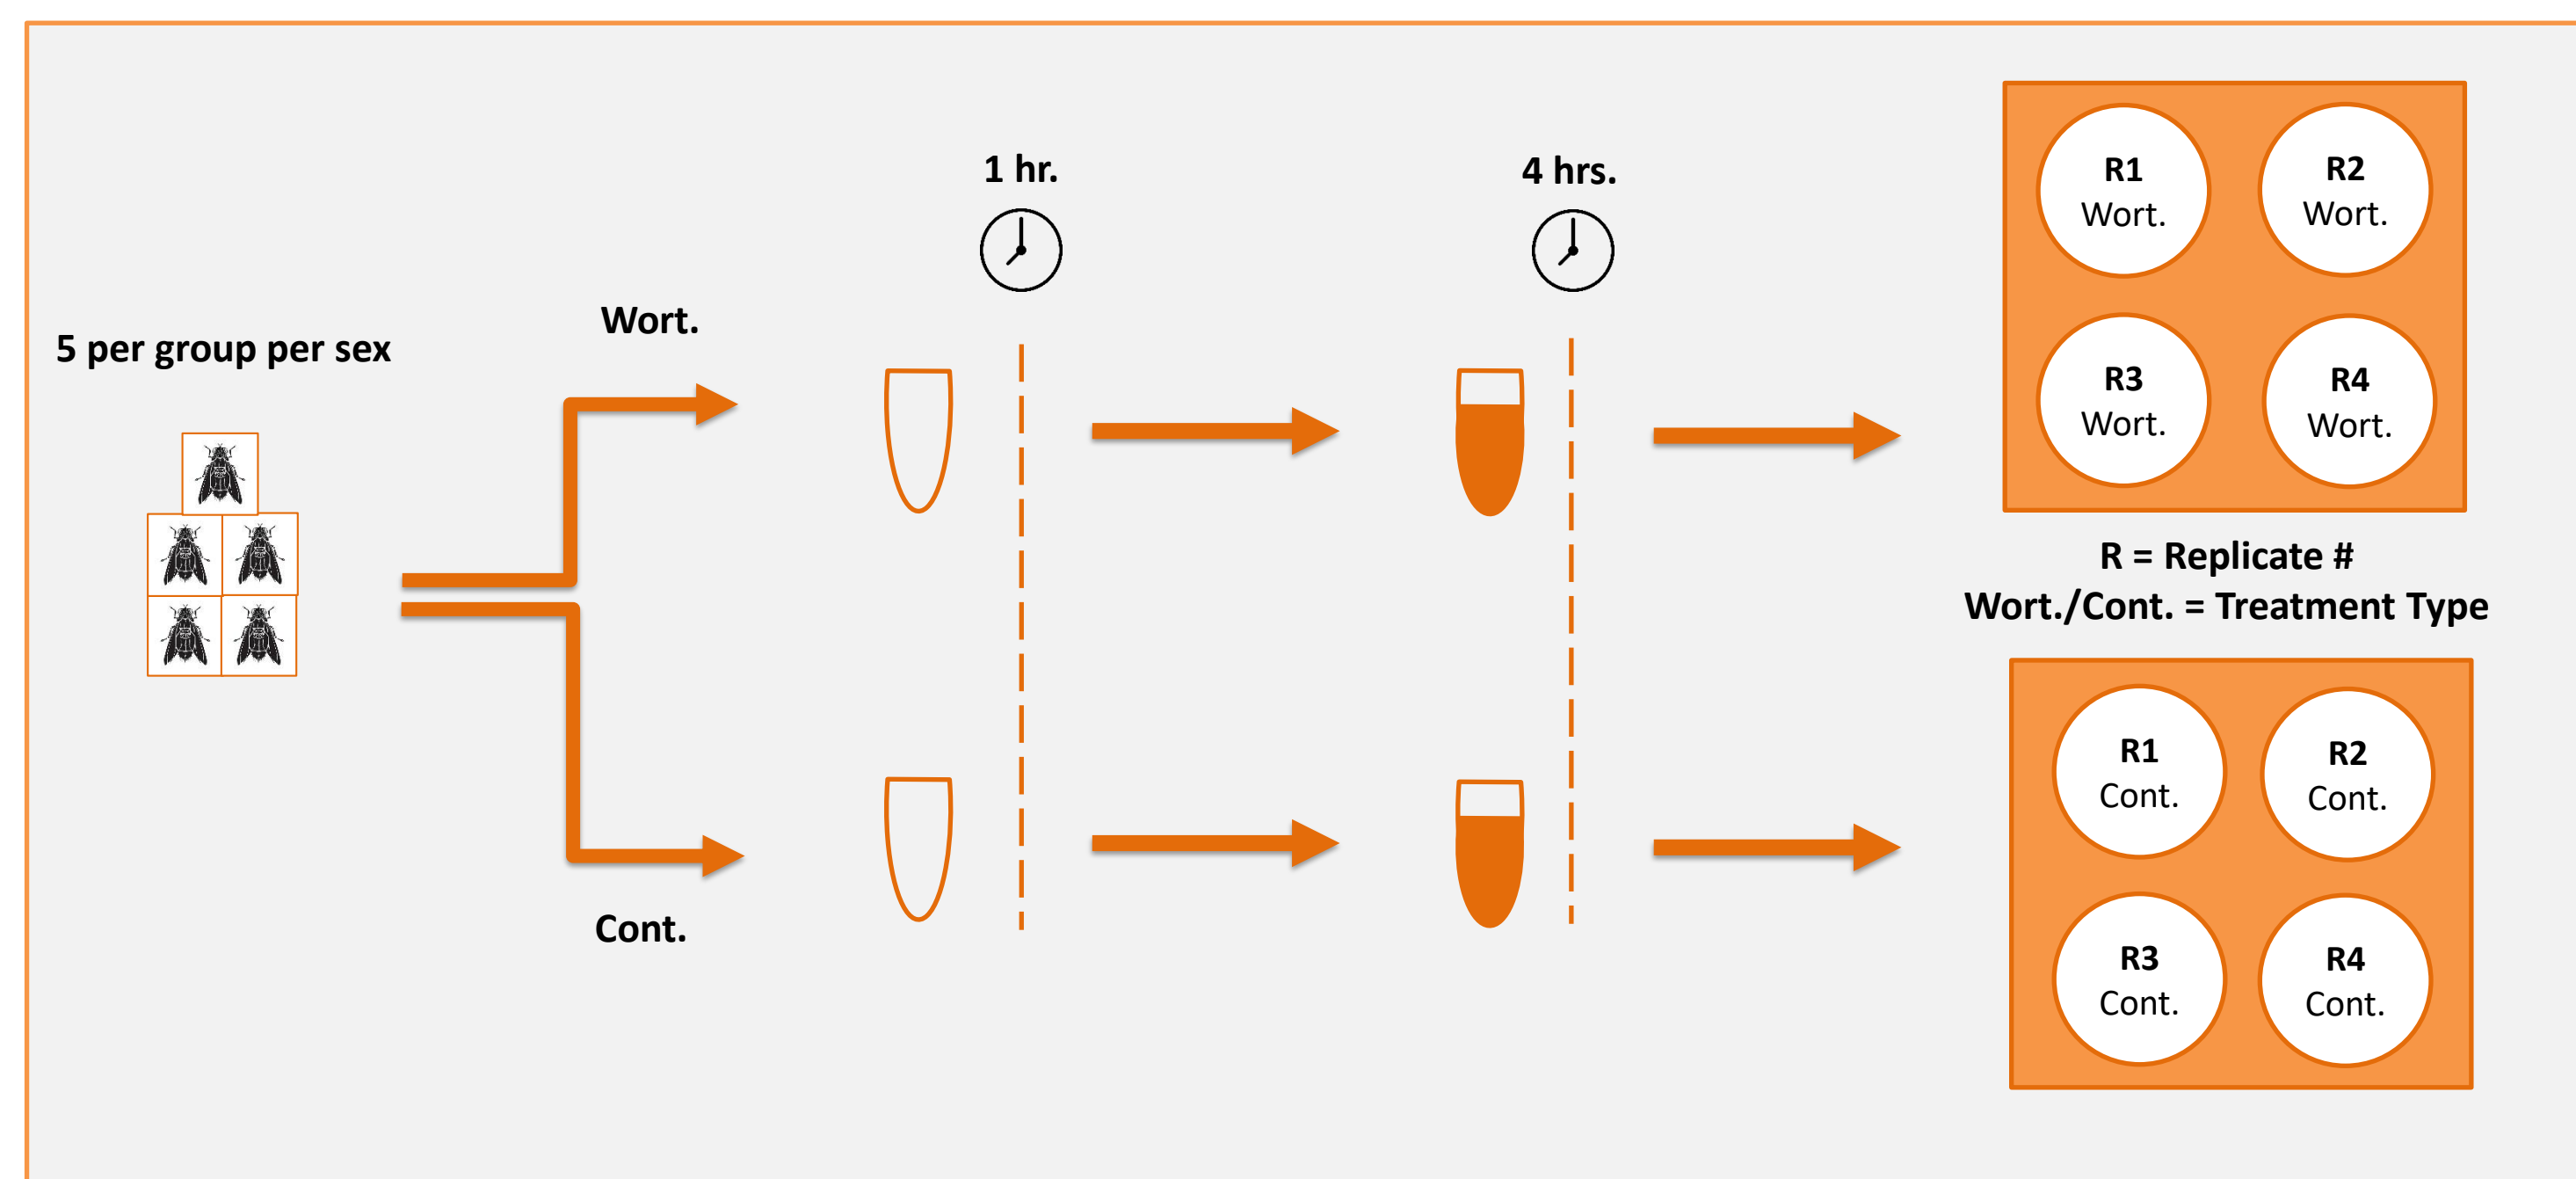 5 per group per sex
Wort.
Cont.
1 hr.
4 hrs.
R1
Wort.
R2
Wort.
R3
Wort.
R4
Wort.
R = Replicate #
Wort./Cont. = Treatment Type
R1
Cont.
R2
Cont.
R3
Cont.
R4
Cont.